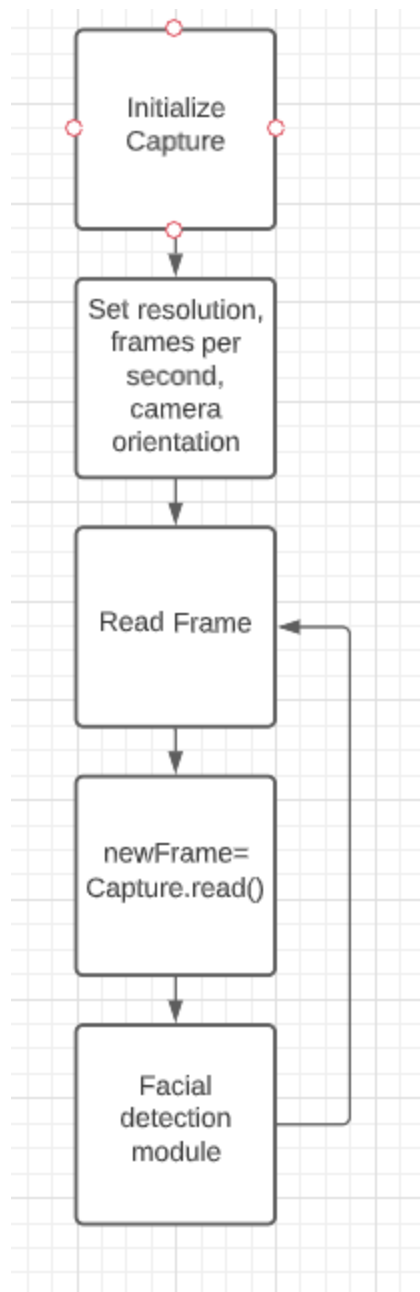 Initialize
Capture
Set resolution,
frames per
second,
camera
orientation
Read Frame
newFrame=
Capture.read()
Facial
detection
module